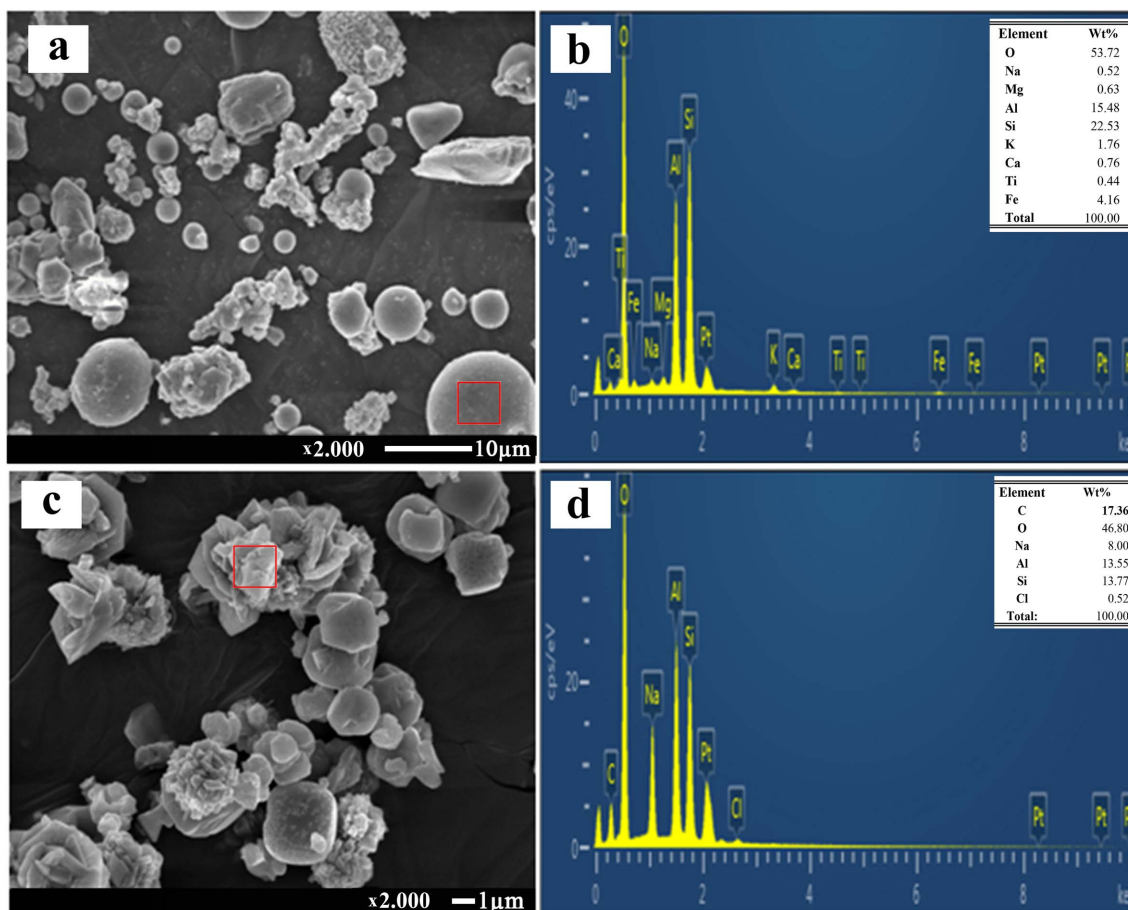 a
x2.000 10μm
b
cps/eV
40
20
0
O
Si
Al
Ti
Fe
Mg
Ca
Na
Pt
K
Ca
Ti
Ti
Fe
Fe
Pt
Pt
0 2 4 6 8 ke
Element Wt%
O 53.72
Na 0.52
Mg 0.63
Al 15.48
Si 22.53
K 1.76
Ca 0.76
Ti 0.44
Fe 4.16
Total 100.00
c
x2.000 1μm
d
cps/eV
20
0
O
Al
Si
Na
Pt
C
Cl
Pt
Pt
0 2 4 6 8 ke
Element Wt%
C 17.36
O 46.80
Na 8.00
Al 13.55
Si 13.77
Cl 0.52
Total: 100.00